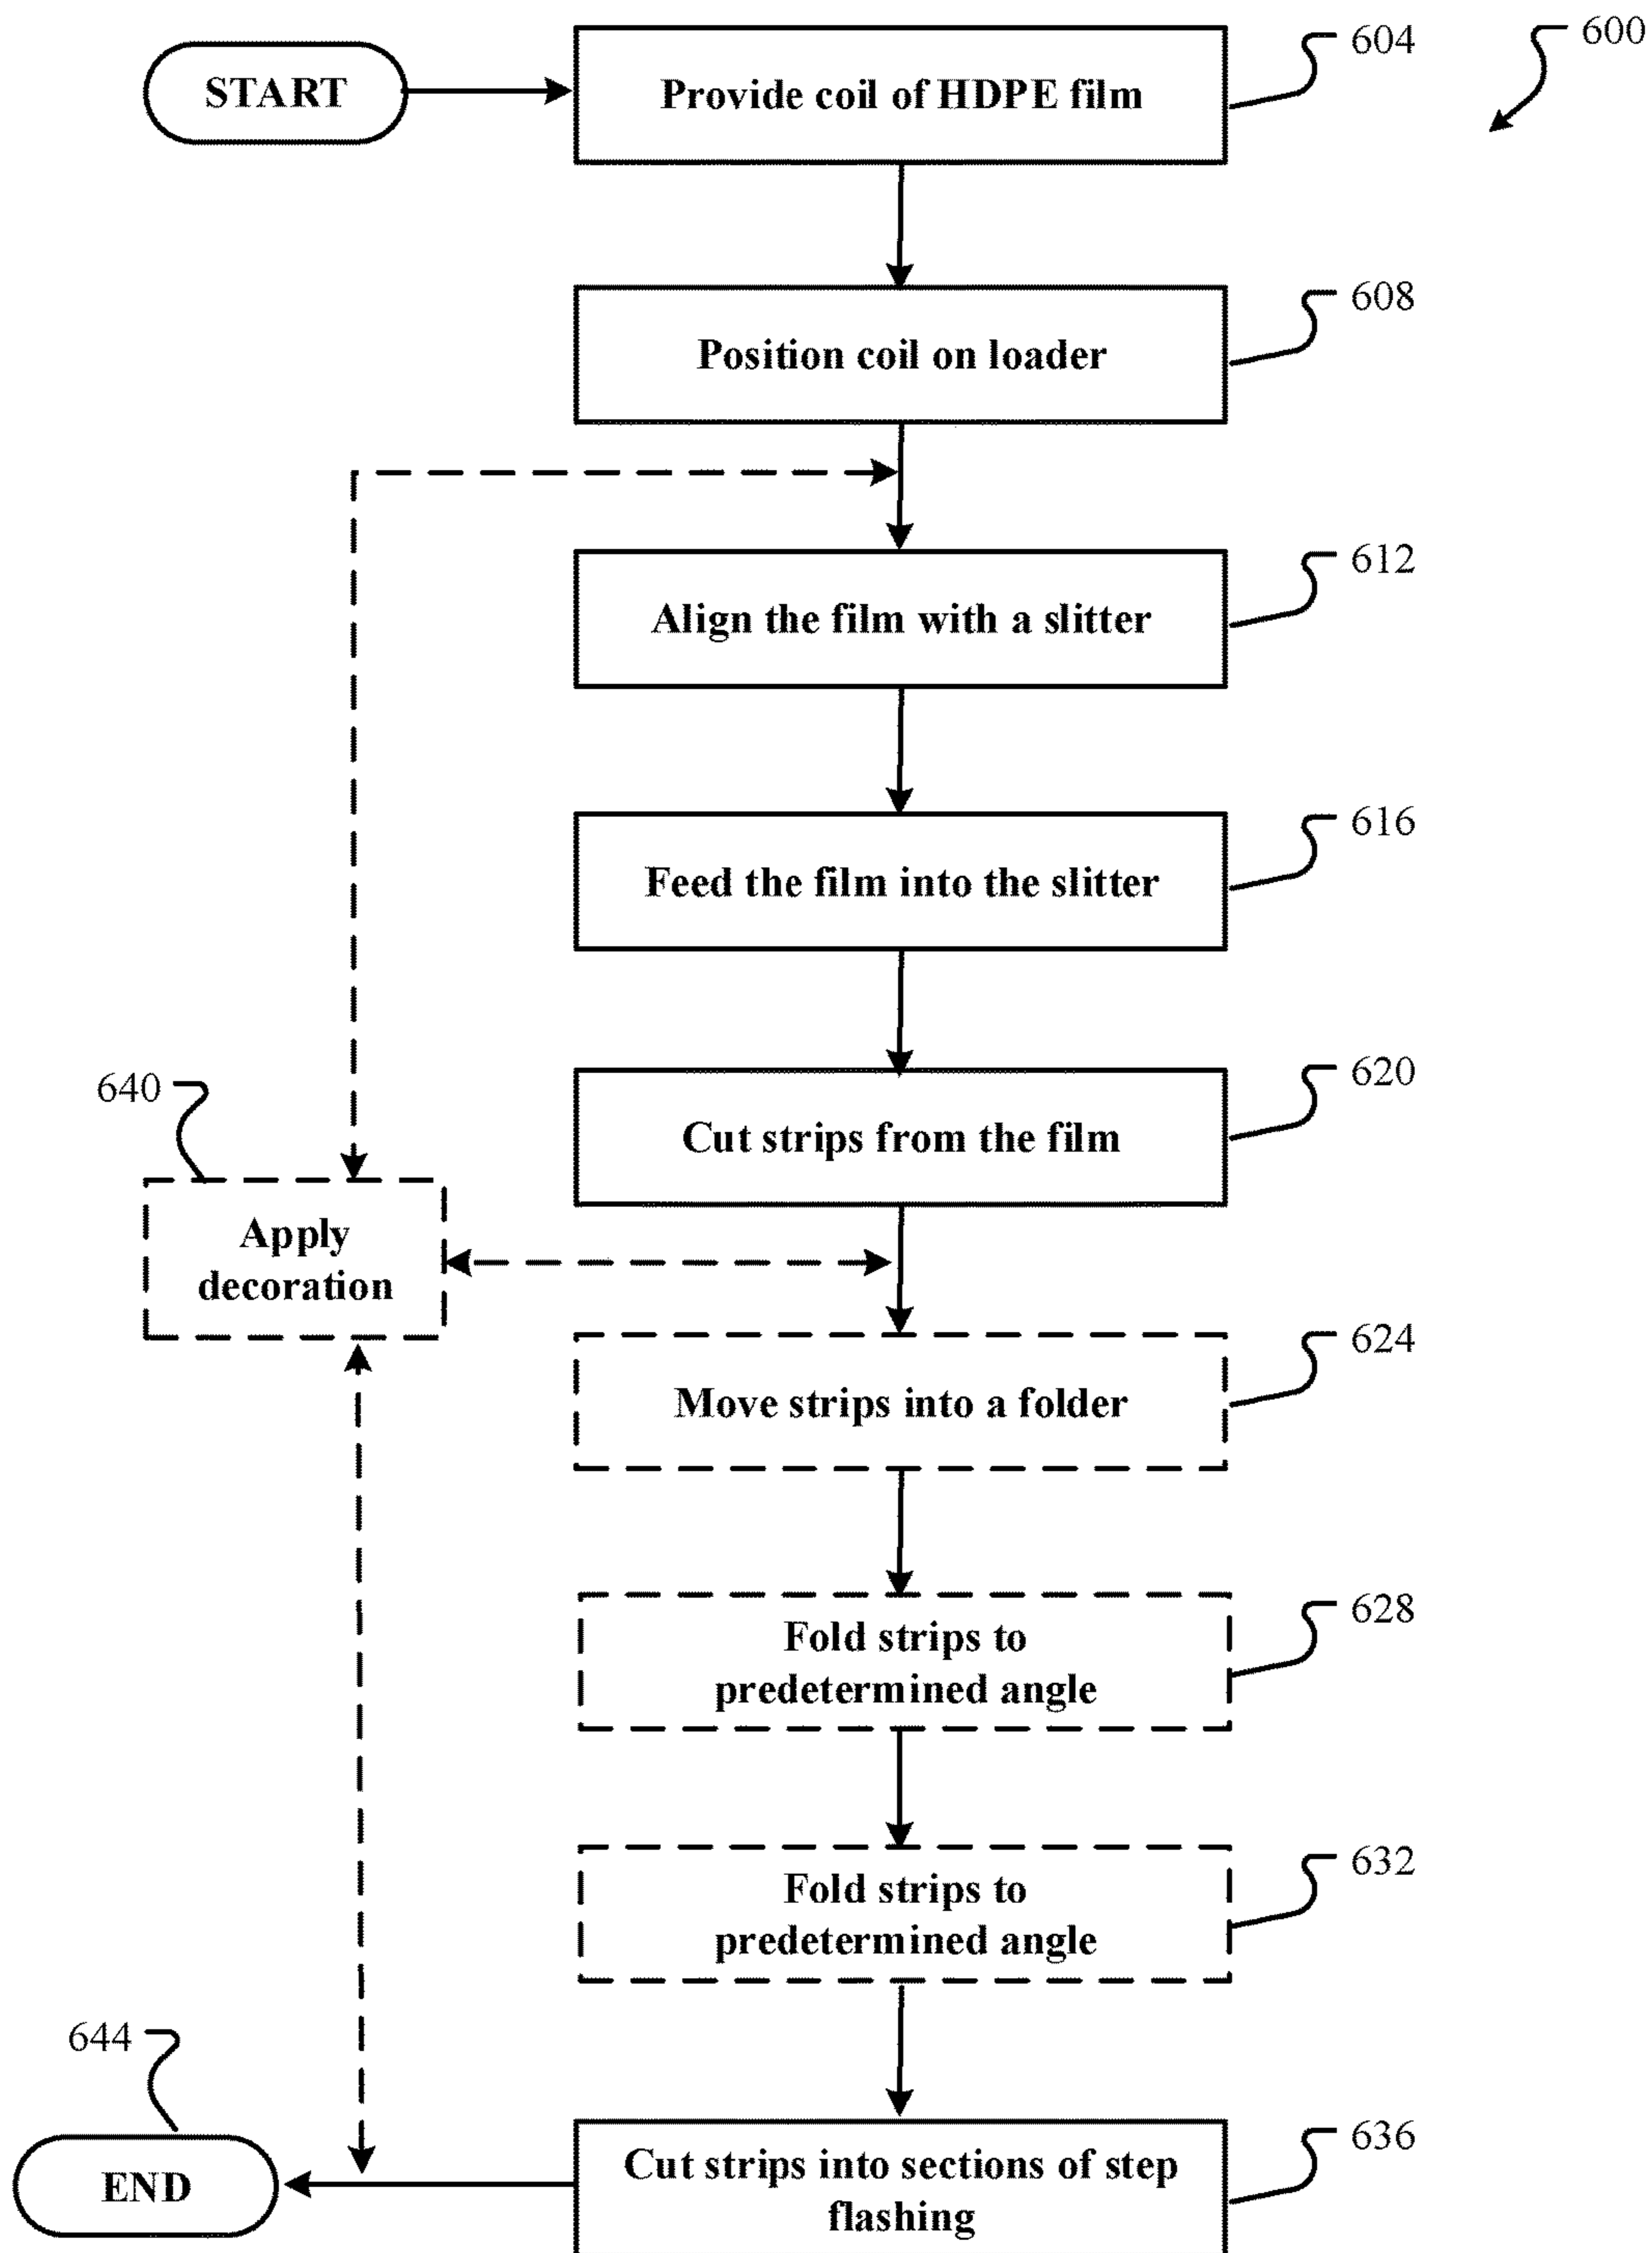 600
START
Provide coil of HDPE film
604
Position coil on loader
608
Align the film with a slitter
612
Feed the film into the slitter
616
Cut strips from the film
620
640
Apply
decoration
Move strips into a folder
624
Fold strips to
predetermined angle
628
Fold strips to
predetermined angle
632
644
END
Cut strips into sections of step
flashing
636